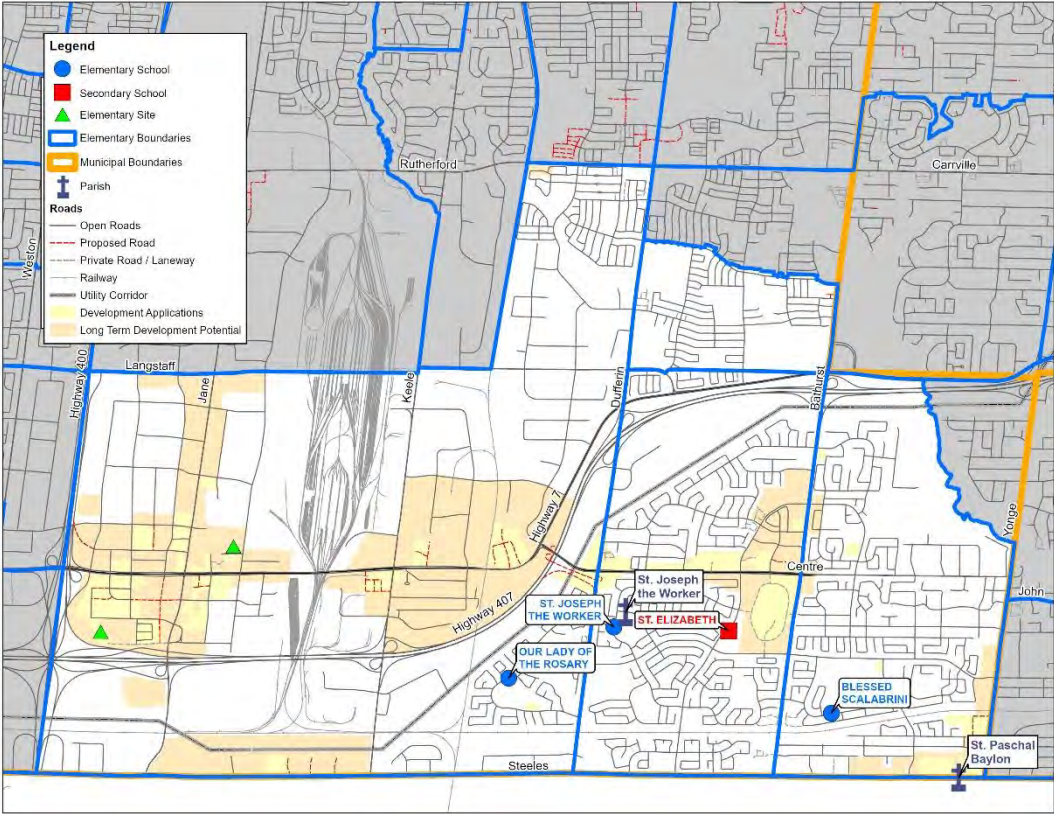 Legend
Elementary School
Secondary School
Elementary Site
Elementary Boundaries
Municipal Boundaries
Parish
Roads
Open Roads
Proposed Road
Private Road / Laneway
Railway
Utility Corridor
Development Applications
Long Term Development Potential
Rutherford
Carrville
Weston
Langstaff
Highway 400
Jane
Keele
Dufferin
Bathurst
Highway 7
Yonge
Centre
John
St. Joseph
the Worker
ST. JOSEPH
THE WORKER
ST. ELIZABETH
Highway 407
OUR LADY OF
THE ROSARY
BLESSED
SCALABRINI
St. Paschal
Baylon
Steeles